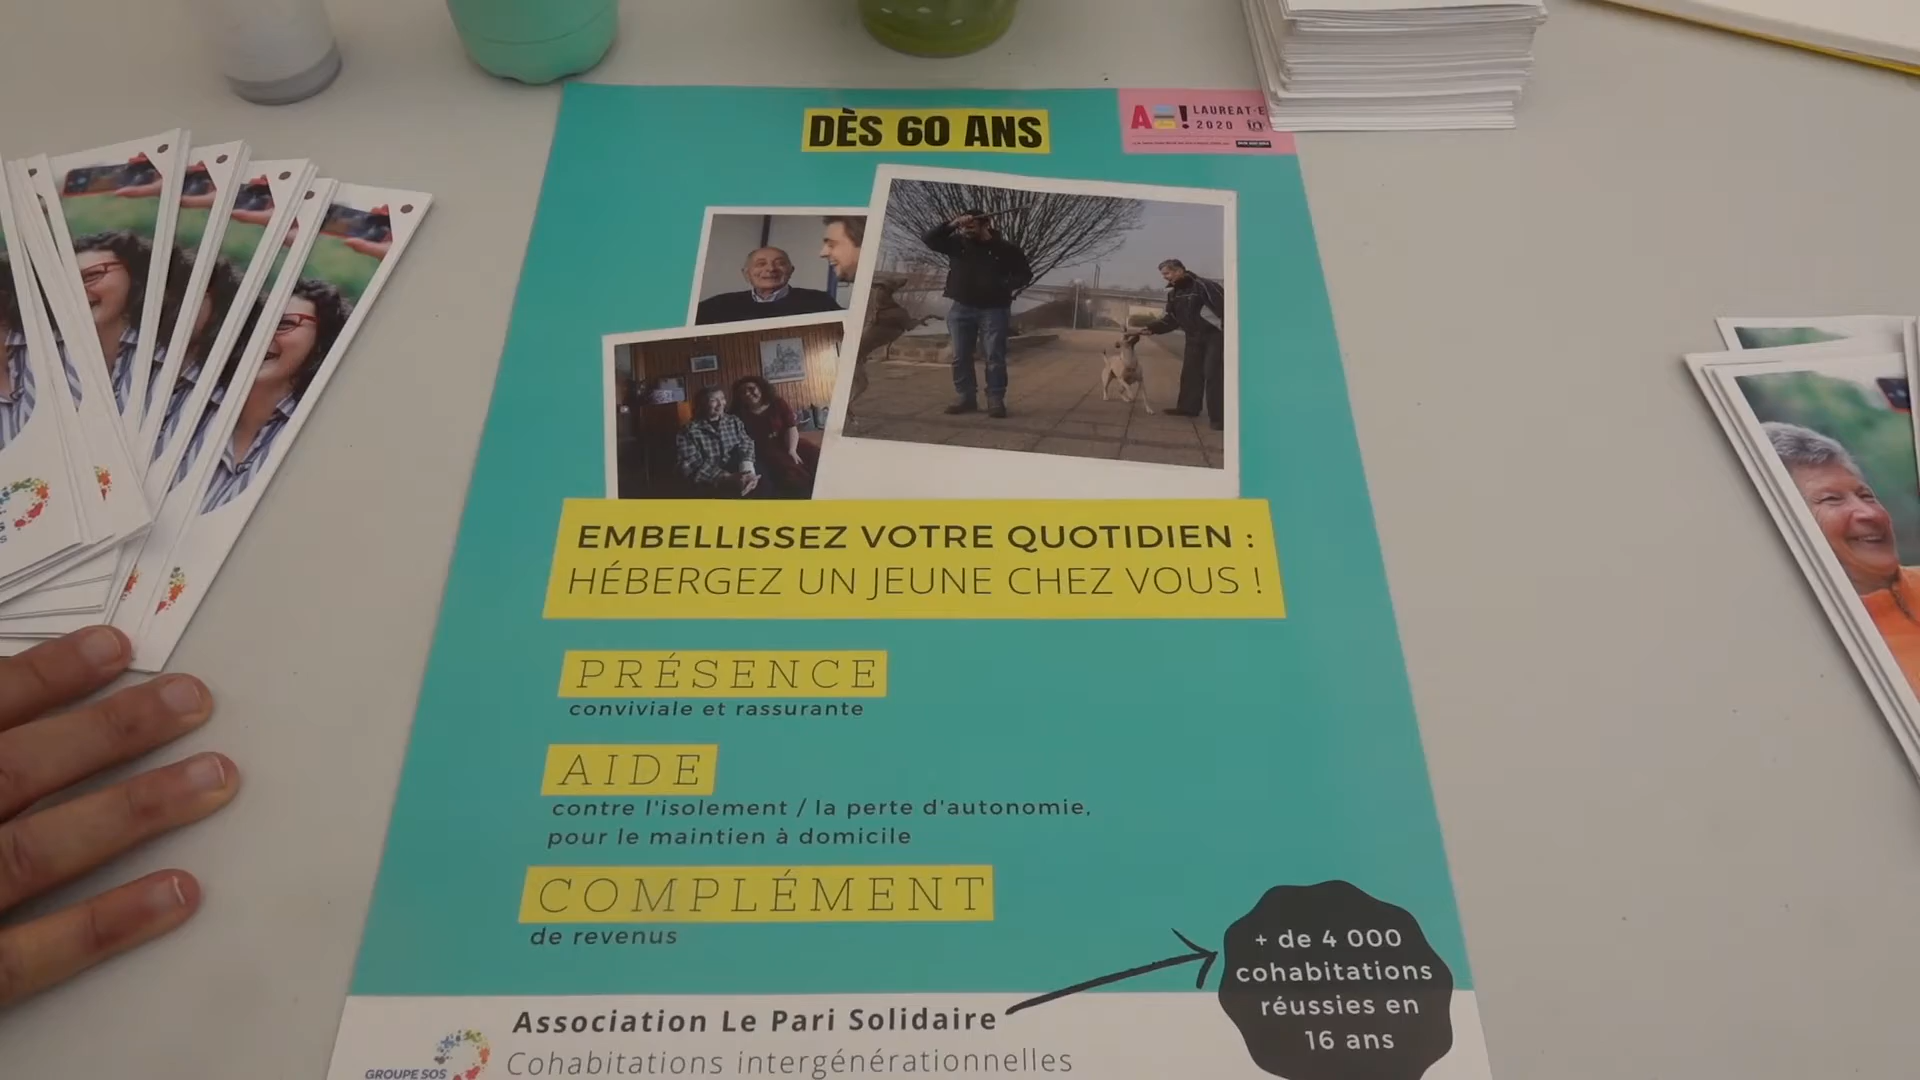 DÈS 60 ANS
LAUREAT·E
2020
EMBELLISSEZ VOTRE QUOTIDIEN :
HÉBERGEZ UN JEUNE CHEZ VOUS !
PRÉSENCE
conviviale et rassurante
AIDE
contre l'isolement / la perte d'autonomie,
pour le maintien à domicile
COMPLÉMENT
de revenus
+ de 4 000
cohabitations
réussies en
16 ans
Association Le Pari Solidaire
Cohabitations intergénérationnelles
GROUPE SOS